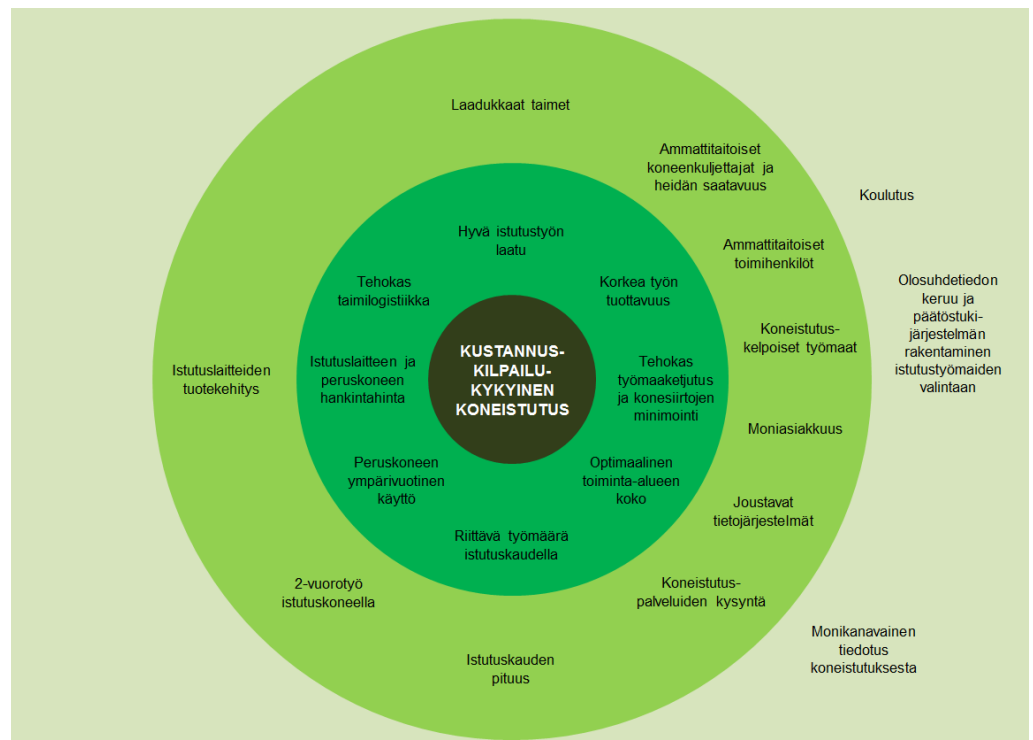 Laadukkaat taimet
Ammattitaitoiset
koneenkuljettajat ja
heidän saatavuus
Koulutus
Hyvä istutustyön
laatu
Ammattitaitoiset
toimihenkilöt
Tehokas
taimilogistiikka
Korkea työn
tuottavuus
Olosuhdetiedon
keruu ja
päätöstuki-
järjestelmän
rakentaminen
istutustyömaiden
valintaan
Koneistutus-
kelpoiset työmaat
Istutuslaitteiden
tuotekehitys
Istutuslaitteen ja
peruskoneen
hankintahinta
KUSTANNUS-
KILPAILU-
KYKYINEN
KONEISTUTUS
Tehokas
työmaaketjutus
ja konesiirtojen
minimointi
Moniasiakkuus
Peruskoneen
ympärivuotinen
käyttö
Optimaalinen
toiminta-alueen
koko
Joustavat
tietojärjestelmät
Riittävä työmäärä
istutuskaudella
2-vuorotyö
istutuskoneella
Koneistutus-
palveluiden kysyntä
Monikanavainen
tiedotus
koneistutuksesta
Istutuskauden
pituus